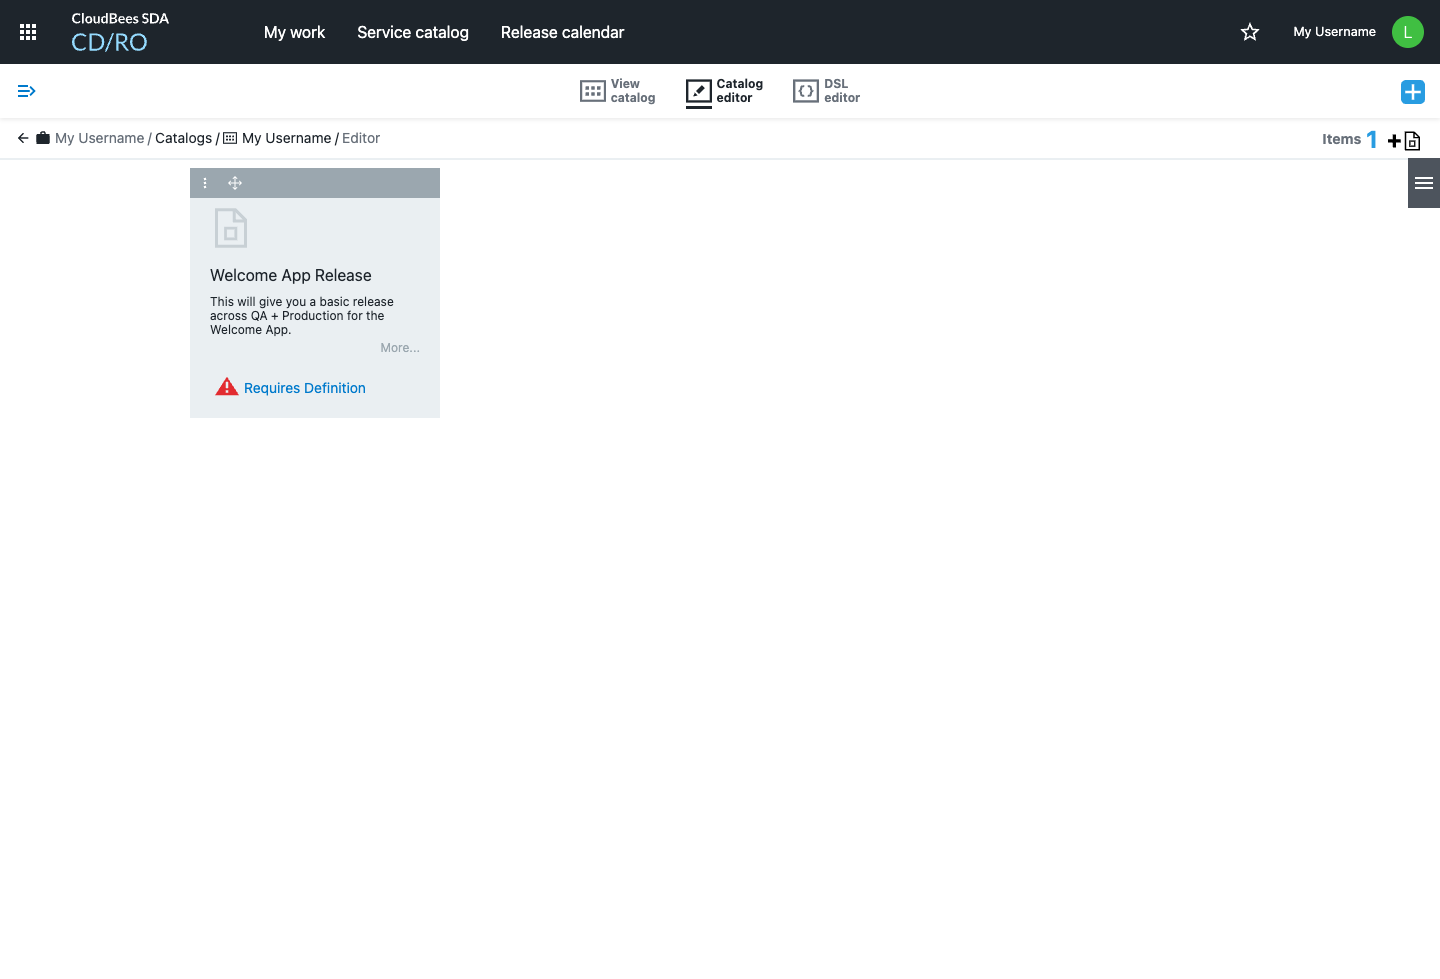 CloudBees SDA
CD/RO
My work
Service catalog
Release calendar
My Username
L
View catalog
Catalog editor
DSL editor
My Username / Catalogs / My Username / Editor
Items 1
Welcome App Release
This will give you a basic release
across QA + Production for the
Welcome App.
More...
Requires Definition